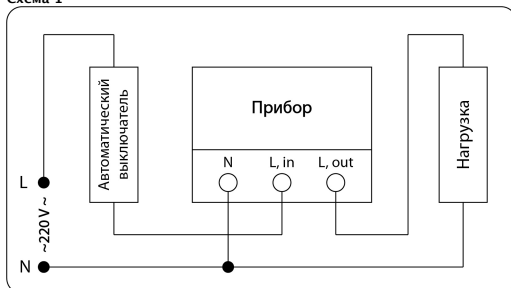 Схема 1
Автоматический
выключатель
Прибор
N
L, in
L, out
Нагрузка
L
~220 V ~
N